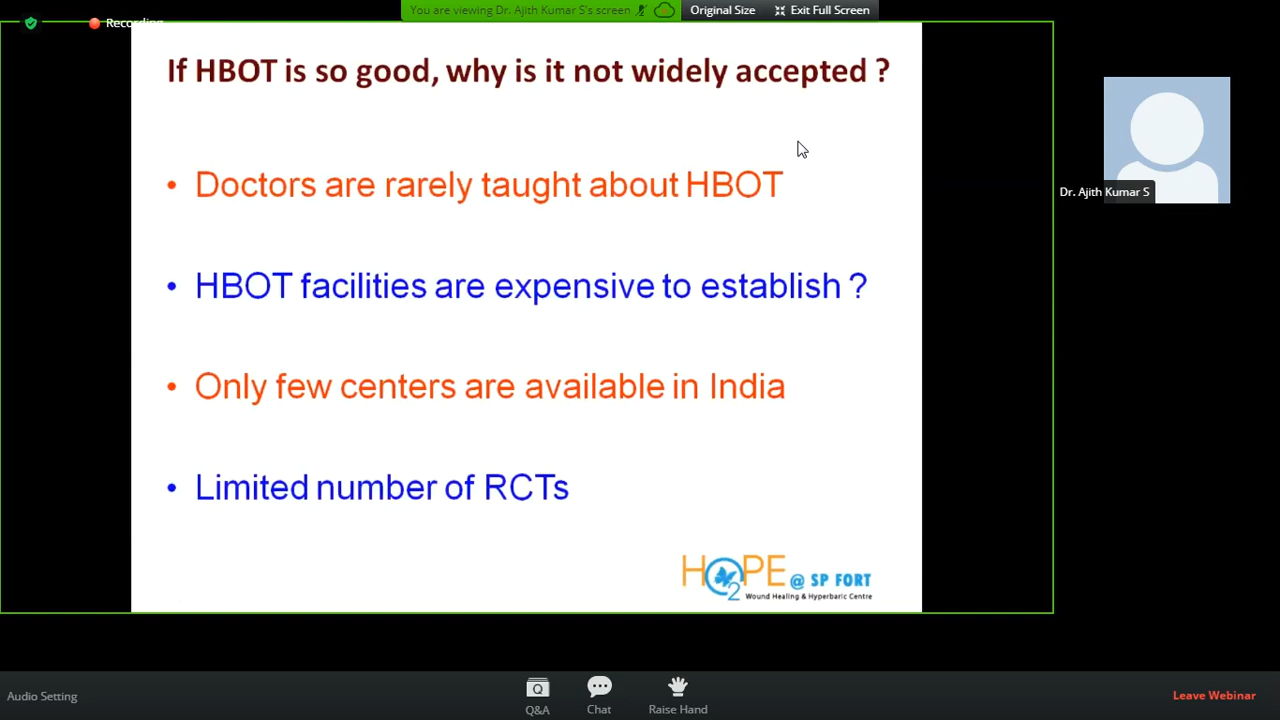 You are viewing Dr. Ajith Kumar S's screen
Original Size
Exit Full Screen
Recording
If HBOT is so good, why is it not widely accepted ?
• Doctors are rarely taught about HBOT
• HBOT facilities are expensive to establish ?
• Only few centers are available in India
• Limited number of RCTs
HO2PE @ SP FORT
Wound Healing & Hyperbaric Centre
Dr. Ajith Kumar S
Audio Setting
Q
Q&A
Chat
Raise Hand
Leave Webinar